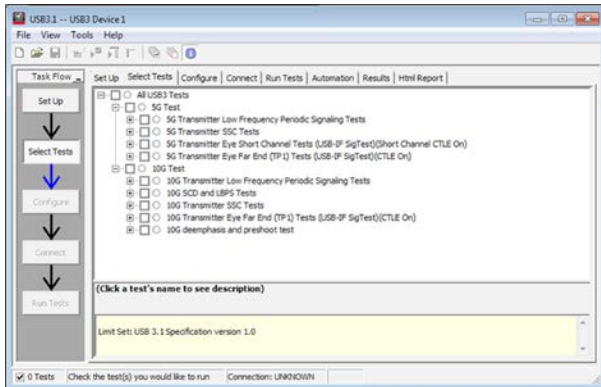 USB3.1 -- USB3 Device 1
File View Tools Help
Task Flow
Set Up Select Tests Configure Connect Run Tests Automation Results Html Report
Set Up
Select Tests
Configure
Connect
Run Tests
All USB3 Tests
5G Test
5G Transmitter Low Frequency Periodic Signaling Tests
5G Transmitter SSC Tests
5G Transmitter Eye Short Channel Tests (USB-IF SigTest)(Short Channel CTLE On)
5G Transmitter Eye Far End (TP1) Tests (USB-IF SigTest)(CTLE On)
10G Test
10G Transmitter Low Frequency Periodic Signaling Tests
10G SCD and LBPS Tests
10G Transmitter SSC Tests
10G Transmitter Eye Far End (TP1) Tests (USB-IF SigTest)(CTLE On)
10G deemphasis and preshoot test
(Click a test's name to see description)
Limit Set: USB 3.1 Specification version 1.0
0 Tests Check the test(s) you would like to run Connection: UNKNOWN